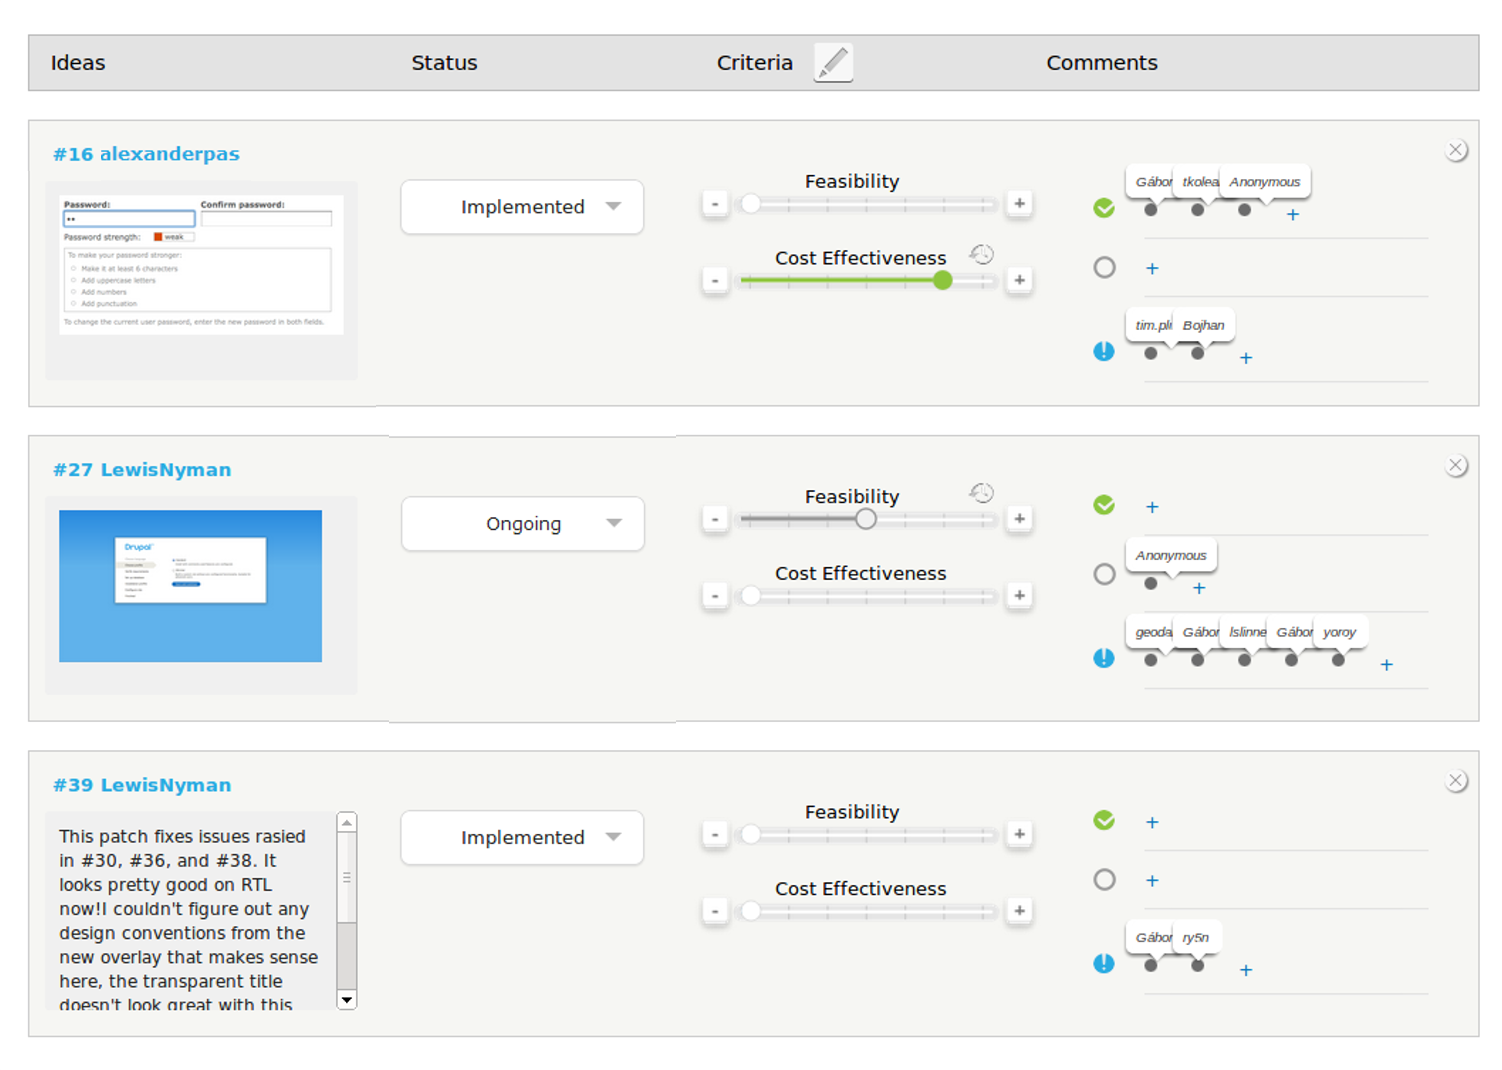 Ideas Status Criteria Comments
#16 alexanderpas
Password: Confirm password:
Password strength: weak
To make your password stronger:
Make it at least 6 characters
Add uppercase letters
Add numbers
Add punctuation
To change the current user password, enter the new password in both fields.
Implemented
Feasibility
- +
Cost Effectiveness
- +
Gábor tkolea Anonymous
+
+
tim.pli Bojhan
+
#27 LewisNyman
Drupal
Ongoing
Feasibility
- +
Cost Effectiveness
- +
+
Anonymous
+
geoda Gábor lslinne Gábor yoroy
+
#39 LewisNyman
This patch fixes issues rasied
in #30, #36, and #38. It
looks pretty good on RTL
now!I couldn't figure out any
design conventions from the
new overlay that makes sense
here, the transparent title
doesn't look great with this
Implemented
Feasibility
- +
Cost Effectiveness
- +
+
+
Gábor ry5n
+